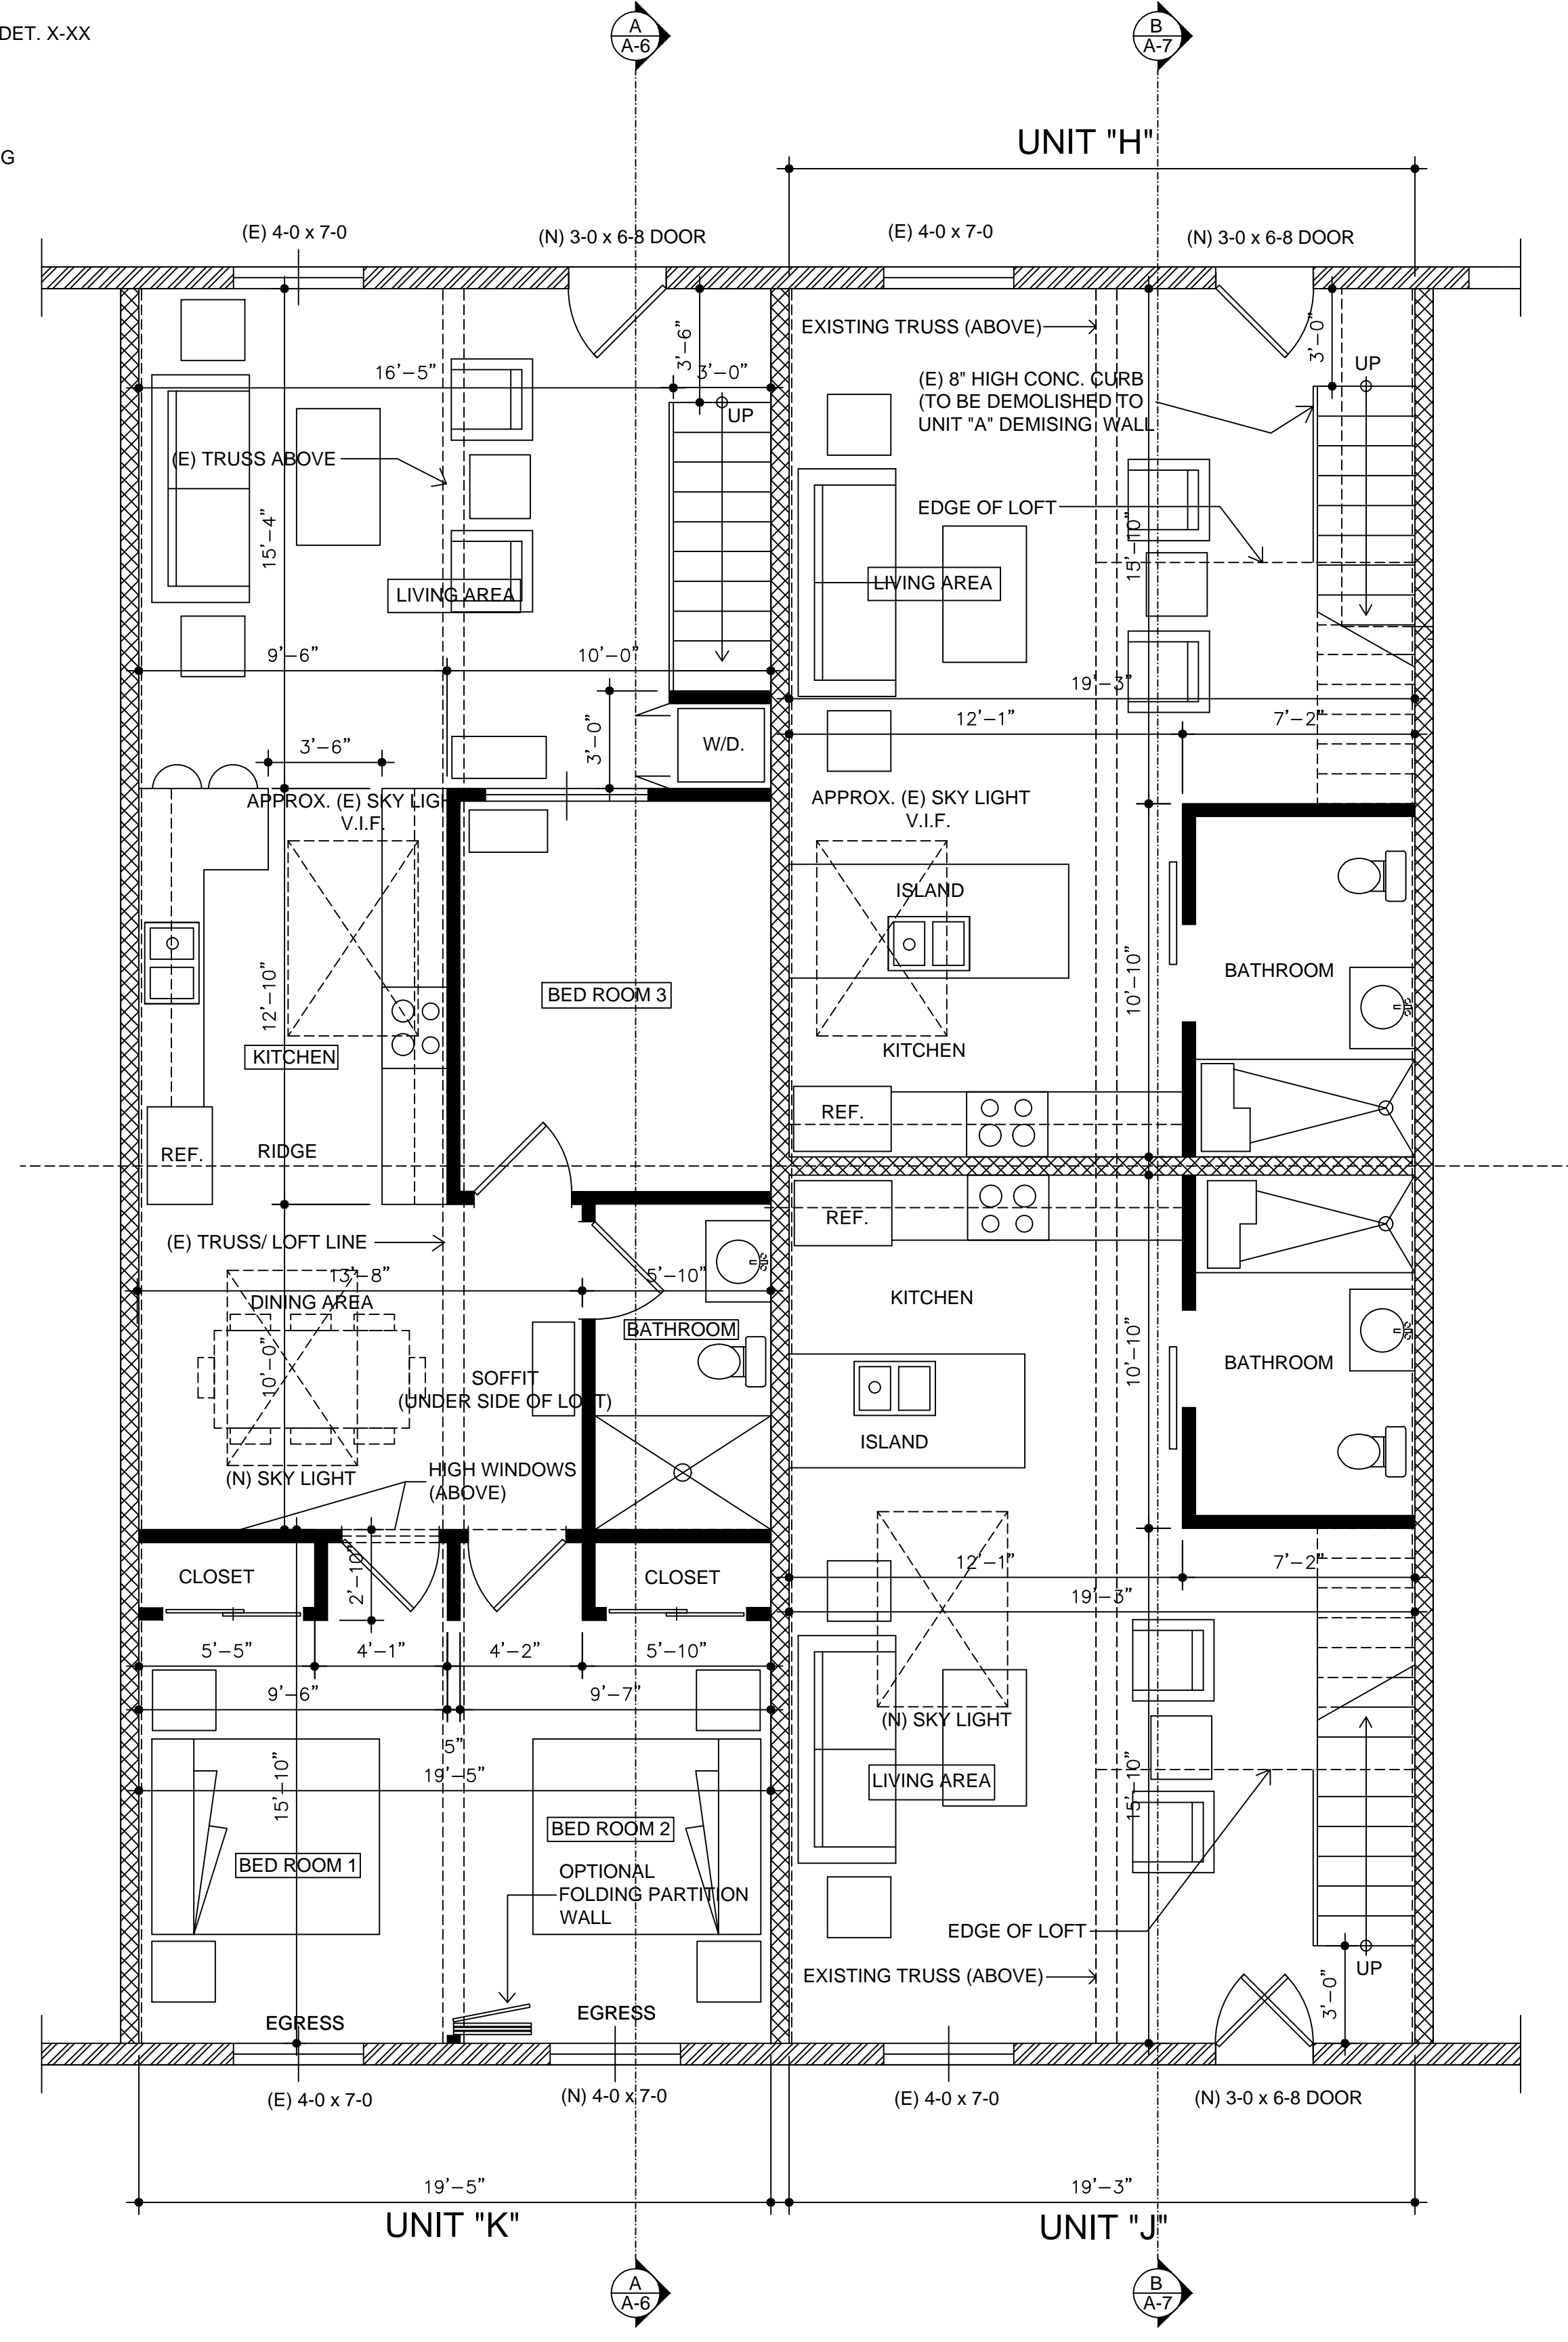 DET. X-XX
A
A-6
B
A-7
G
UNIT "H"
(E) 4-0 x 7-0
(N) 3-0 x 6-8 DOOR
(E) 4-0 x 7-0
(N) 3-0 x 6-8 DOOR
EXISTING TRUSS (ABOVE)
3'-6"
3'-0"
16'-5"
3'-0"
UP
UP
(E) 8" HIGH CONC. CURB
(TO BE DEMOLISHED TO
UNIT "A" DEMISING WALL
(E) TRUSS ABOVE
EDGE OF LOFT
15'-4"
15'-10"
LIVING AREA
LIVING AREA
9'-6"
10'-0"
19'-3"
12'-1"
7'-2"
3'-6"
3'-0"
W/D.
APPROX. (E) SKY LIGH
V.I.F.
APPROX. (E) SKY LIGHT
V.I.F.
ISLAND
BATHROOM
12'-10"
10'-10"
BED ROOM 3
KITCHEN
KITCHEN
REF.
REF.
RIDGE
REF.
(E) TRUSS/ LOFT LINE
13'-8"
5'-10"
DINING AREA
KITCHEN
BATHROOM
10'-0"
10'-10"
BATHROOM
SOFFIT
(UNDER SIDE OF LOFT)
ISLAND
(N) SKY LIGHT
HIGH WINDOWS
(ABOVE)
CLOSET
2'-10"
CLOSET
12'-1"
7'-2"
19'-3"
5'-5"
4'-1"
4'-2"
5'-10"
9'-6"
9'-7"
(N) SKY LIGHT
5"
19'-5"
15'-10"
15'-10"
LIVING AREA
BED ROOM 2
BED ROOM 1
OPTIONAL
FOLDING PARTITION
WALL
EDGE OF LOFT
EXISTING TRUSS (ABOVE)
UP
3'-0"
EGRESS
EGRESS
(E) 4-0 x 7-0
(N) 4-0 x 7-0
(E) 4-0 x 7-0
(N) 3-0 x 6-8 DOOR
19'-5"
19'-3"
UNIT "K"
UNIT "J"
A
A-6
B
A-7